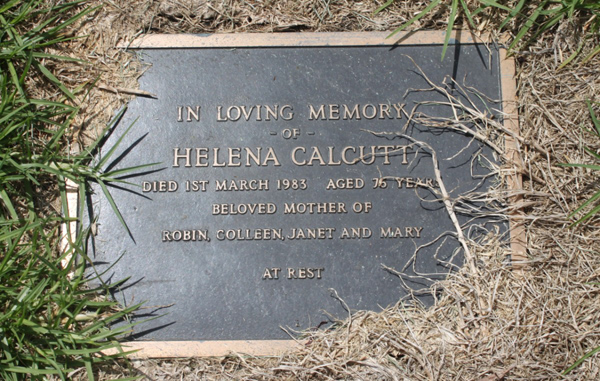 IN LOVING MEMORY
- OF -
HELENA CALCUTT
DIED 1ST MARCH 1983 AGED 76 YEARS
BELOVED MOTHER OF
ROBIN, COLLEEN, JANET AND MARY
AT REST